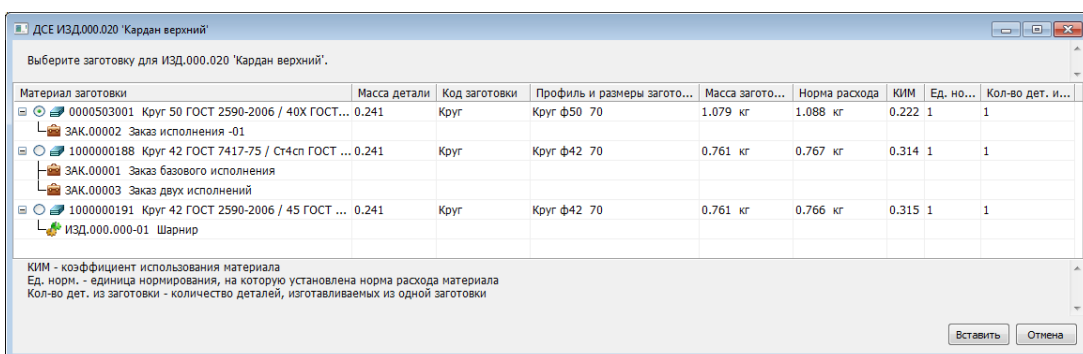 ДСЕ ИЗД.000.020 'Кардан верхний'
Выберите заготовку для ИЗД.000.020 'Кардан верхний'.
Материал заготовки Масса детали Код заготовки Профиль и размеры загото... Масса загото... Норма расхода КИМ Ед. но... Кол-во дет. и...
0000503001 Круг 50 ГОСТ 2590-2006 / 40Х ГОСТ... 0.241 Круг Круг ф50 70 1.079 кг 1.088 кг 0.222 1 1
ЗАК.00002 Заказ исполнения -01
1000000188 Круг 42 ГОСТ 7417-75 / Ст4сп ГОСТ ... 0.241 Круг Круг ф42 70 0.761 кг 0.767 кг 0.314 1 1
ЗАК.00001 Заказ базового исполнения
ЗАК.00003 Заказ двух исполнений
1000000191 Круг 42 ГОСТ 2590-2006 / 45 ГОСТ ... 0.241 Круг Круг ф42 70 0.761 кг 0.766 кг 0.315 1 1
ИЗД.000.000-01 Шарнир
КИМ - коэффициент использования материала
Ед. норм. - единица нормирования, на которую установлена норма расхода материала
Кол-во дет. из заготовки - количество деталей, изготавливаемых из одной заготовки
Вставить Отмена